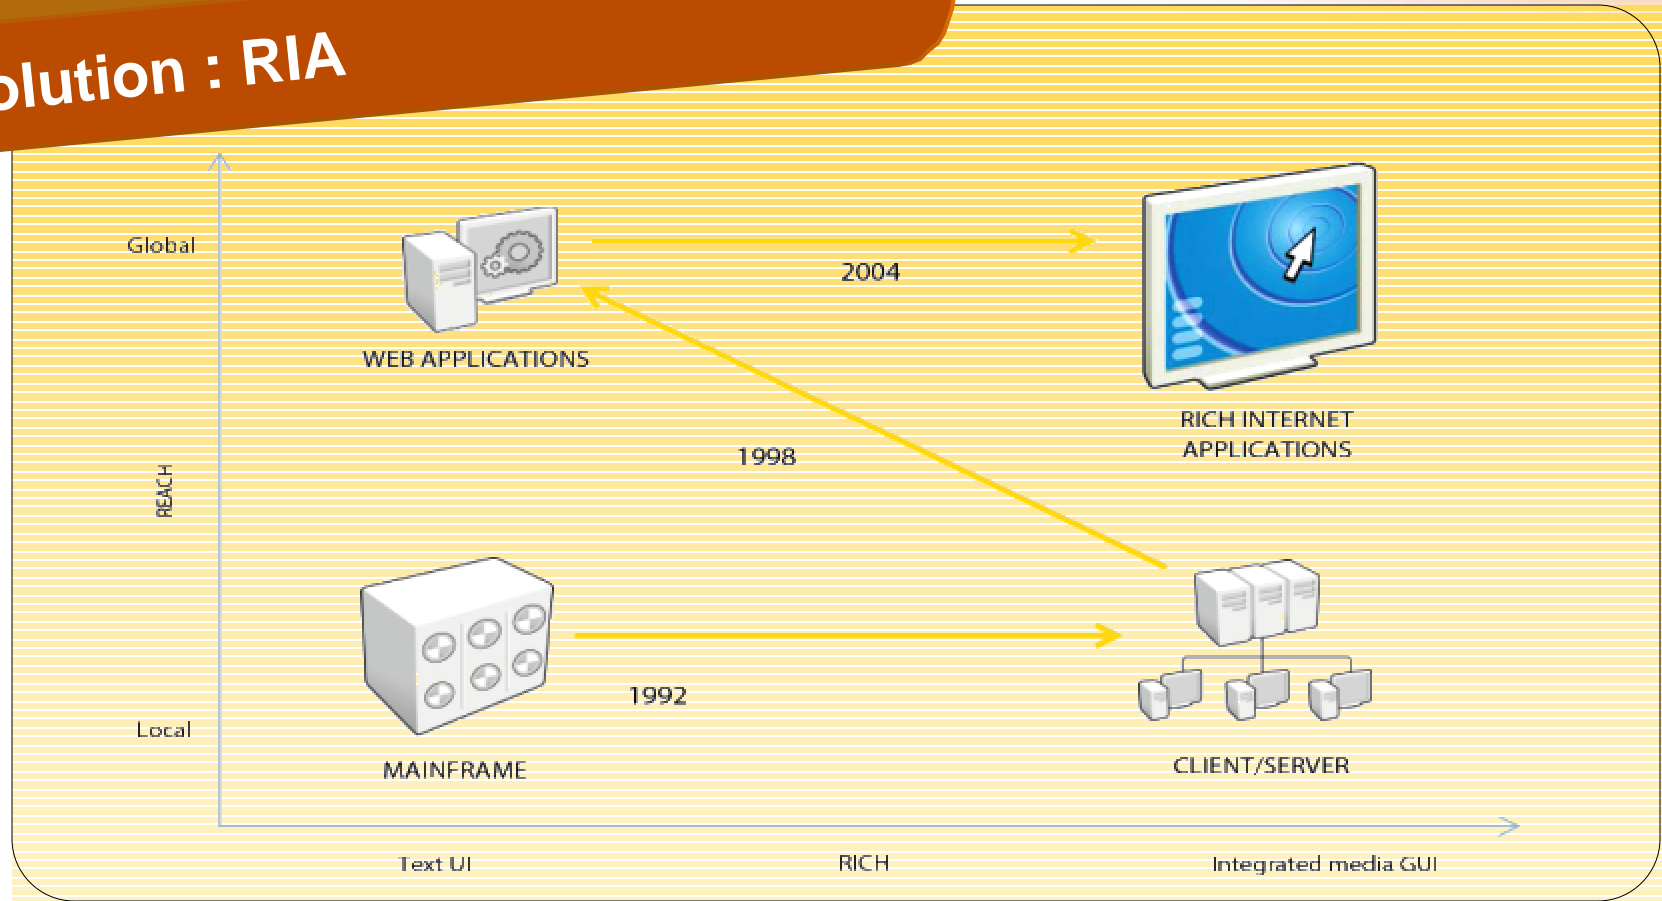 olution : RIA
Global
2004
WEB APPLICATIONS
RICH INTERNET
APPLICATIONS
1998
REACH
1992
Local
MAINFRAME
CLIENT/SERVER
Text UI
RICH
Integrated media GUI